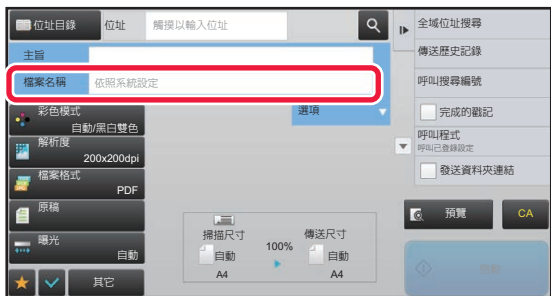 位址目錄
位址
觸摸以輸入位址
主旨
檔案名稱
依照系統設定
彩色模式
自動/黑白雙色
選項
解析度
200x200dpi
檔案格式
PDF
原稿
曝光
自動
其它
掃描尺寸
自動
A4
100%
傳送尺寸
自動
A4
全域位址搜尋
傳送歷史記錄
呼叫搜尋編號
完成的戳記
呼叫程式
呼叫已登錄設定
發送資料夾連結
預覽
CA